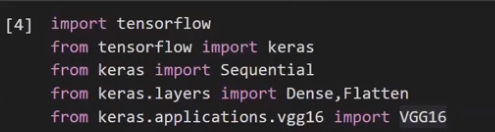 [4] import tensorflow
from tensorflow import keras
from keras import Sequential
from keras.layers import Dense,Flatten
from keras.applications.vgg16 import VGG16